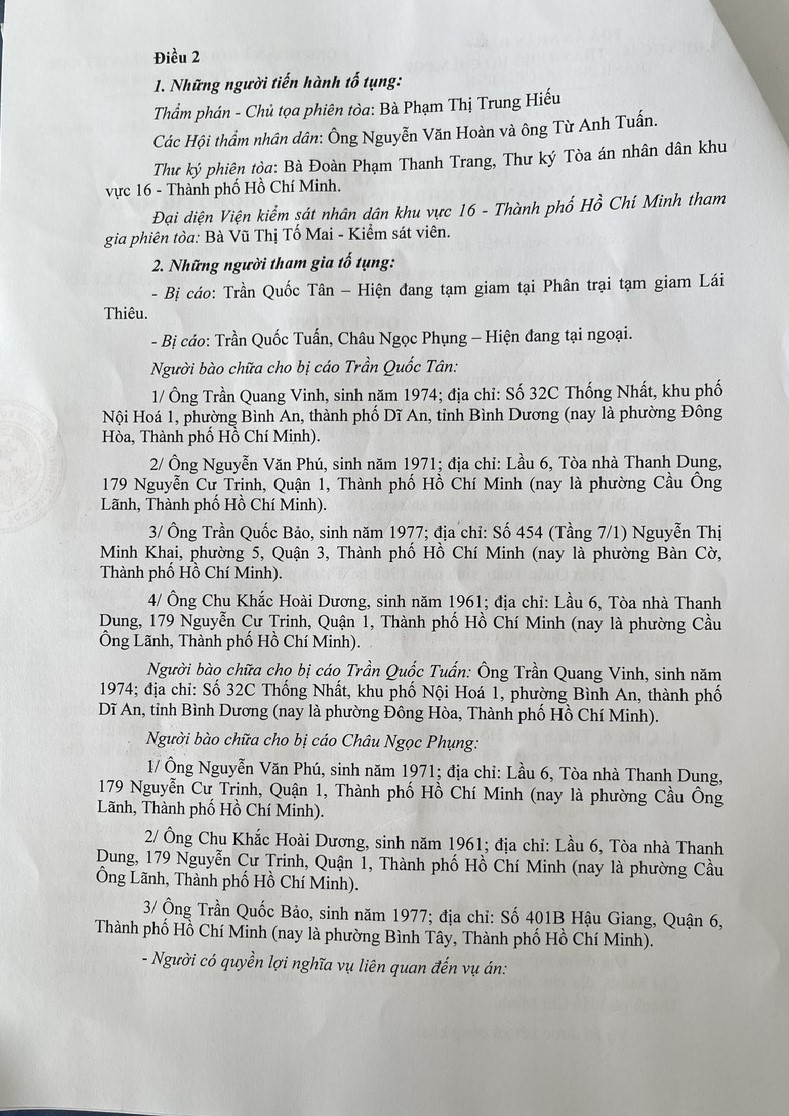 Điều 2
1. Những người tiến hành tố tụng:
Thẩm phán - Chủ tọa phiên tòa: Bà Phạm Thị Trung Hiếu
Các Hội thẩm nhân dân: Ông Nguyễn Văn Hoàn và ông Từ Anh Tuấn.
Thư ký phiên tòa: Bà Đoàn Phạm Thanh Trang, Thư ký Tòa án nhân dân khu
vực 16 - Thành phố Hồ Chí Minh.
Đại diện Viện kiểm sát nhân dân khu vực 16 - Thành phố Hồ Chí Minh tham
gia phiên tòa: Bà Vũ Thị Tố Mai - Kiểm sát viên.
2. Những người tham gia tố tụng:
- Bị cáo: Trần Quốc Tân – Hiện đang tạm giam tại Phân trại tạm giam Lái
Thiêu.
- Bị cáo: Trần Quốc Tuấn, Châu Ngọc Phụng – Hiện đang tại ngoại.
Người bào chữa cho bị cáo Trần Quốc Tân:
1/ Ông Trần Quang Vinh, sinh năm 1974; địa chỉ: Số 32C Thống Nhất, khu phố
Nội Hoá 1, phường Bình An, thành phố Dĩ An, tỉnh Bình Dương (nay là phường Đông
Hòa, Thành phố Hồ Chí Minh).
2/ Ông Nguyễn Văn Phú, sinh năm 1971; địa chỉ: Lầu 6, Tòa nhà Thanh Dung,
179 Nguyễn Cư Trinh, Quận 1, Thành phố Hồ Chí Minh (nay là phường Cầu Ông
Lãnh, Thành phố Hồ Chí Minh).
3/ Ông Trần Quốc Bảo, sinh năm 1977; địa chỉ: Số 454 (Tầng 7/1) Nguyễn Thị
Minh Khai, phường 5, Quận 3, Thành phố Hồ Chí Minh (nay là phường Bàn Cờ,
Thành phố Hồ Chí Minh).
4/ Ông Chu Khắc Hoài Dương, sinh năm 1961; địa chỉ: Lầu 6, Tòa nhà Thanh
Dung, 179 Nguyễn Cư Trinh, Quận 1, Thành phố Hồ Chí Minh (nay là phường Cầu
Ông Lãnh, Thành phố Hồ Chí Minh).
Người bào chữa cho bị cáo Trần Quốc Tuấn: Ông Trần Quang Vinh, sinh năm
1974; địa chỉ: Số 32C Thống Nhất, khu phố Nội Hoá 1, phường Bình An, thành phố
Dĩ An, tỉnh Bình Dương (nay là phường Đông Hòa, Thành phố Hồ Chí Minh).
Người bào chữa cho bị cáo Châu Ngọc Phụng:
1/ Ông Nguyễn Văn Phú, sinh năm 1971; địa chỉ: Lầu 6, Tòa nhà Thanh Dung,
179 Nguyễn Cư Trinh, Quận 1, Thành phố Hồ Chí Minh (nay là phường Cầu Ông
Lãnh, Thành phố Hồ Chí Minh).
2/ Ông Chu Khắc Hoài Dương, sinh năm 1961; địa chỉ: Lầu 6, Tòa nhà Thanh
Dung, 179 Nguyễn Cư Trinh, Quận 1, Thành phố Hồ Chí Minh (nay là phường Cầu
Ông Lãnh, Thành phố Hồ Chí Minh).
3/ Ông Trần Quốc Bảo, sinh năm 1977; địa chỉ: Số 401B Hậu Giang, Quận 6,
Thành phố Hồ Chí Minh (nay là phường Bình Tây, Thành phố Hồ Chí Minh).
- Người có quyền lợi nghĩa vụ liên quan đến vụ án: